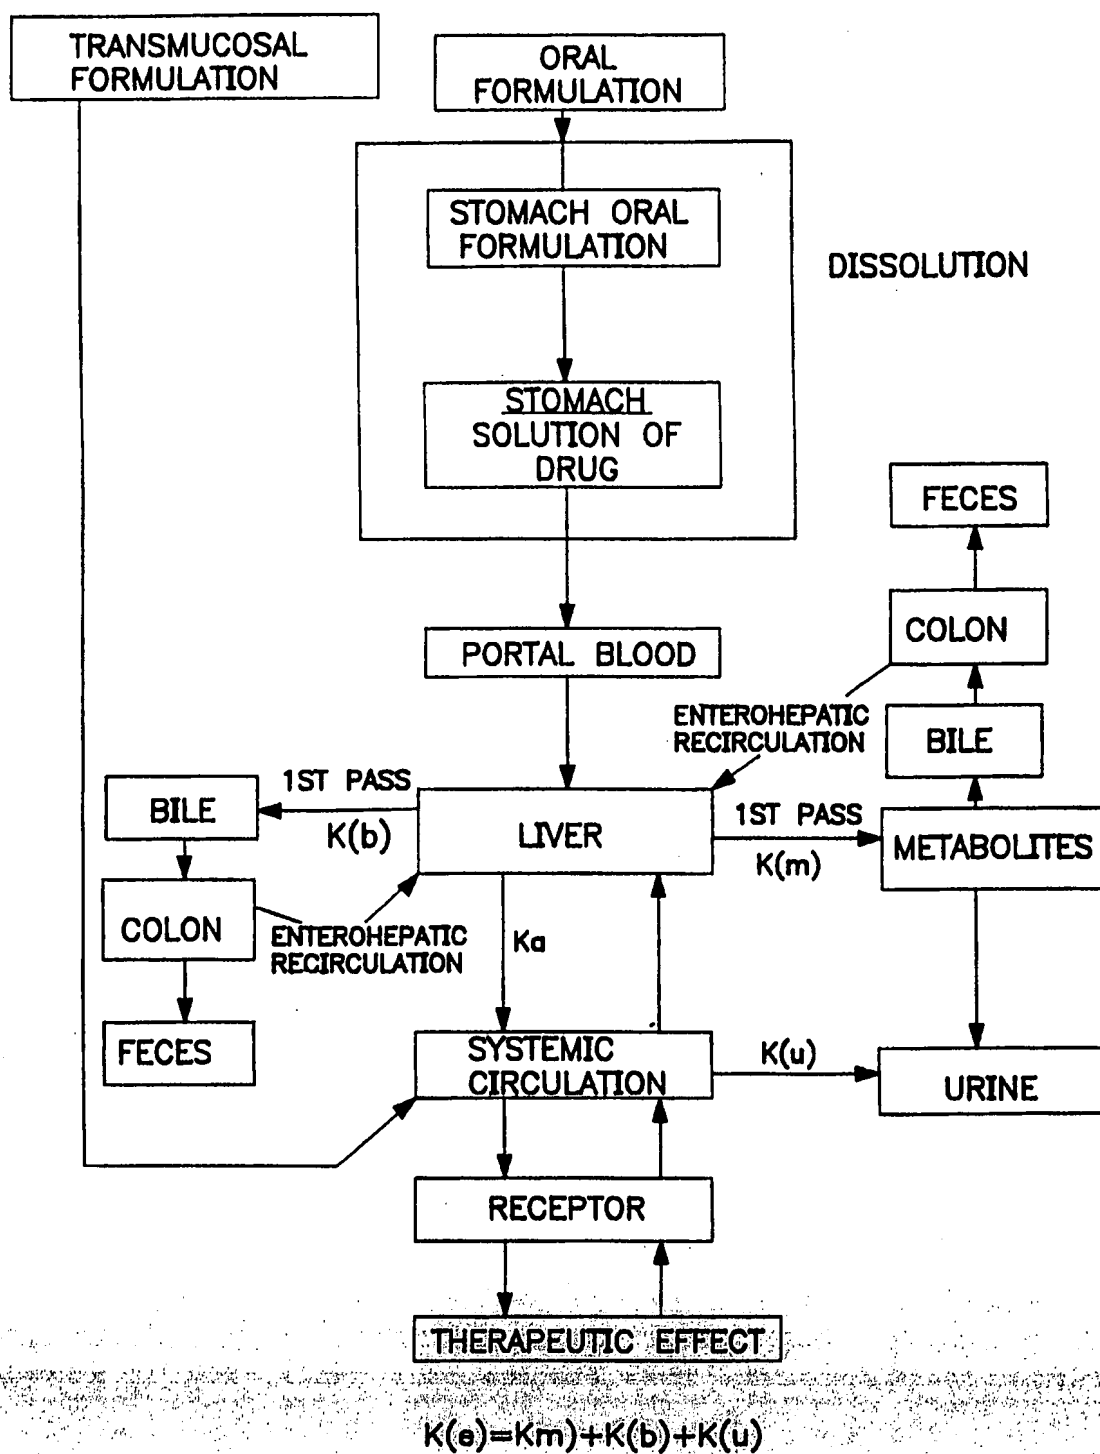 TRANSMUCOSAL
FORMULATION
ORAL
FORMULATION
STOMACH ORAL
FORMULATION
DISSOLUTION
STOMACH
SOLUTION OF
DRUG
FECES
COLON
PORTAL BLOOD
ENTEROHEPATIC
RECIRCULATION
BILE
1ST PASS
BILE
K(b)
LIVER
1ST PASS
K(m)
METABOLITES
COLON
ENTEROHEPATIC
RECIRCULATION
Ka
FECES
SYSTEMIC
CIRCULATION
K(u)
URINE
RECEPTOR
THERAPEUTIC EFFECT
K(e)=Km)+K(b)+K(u)